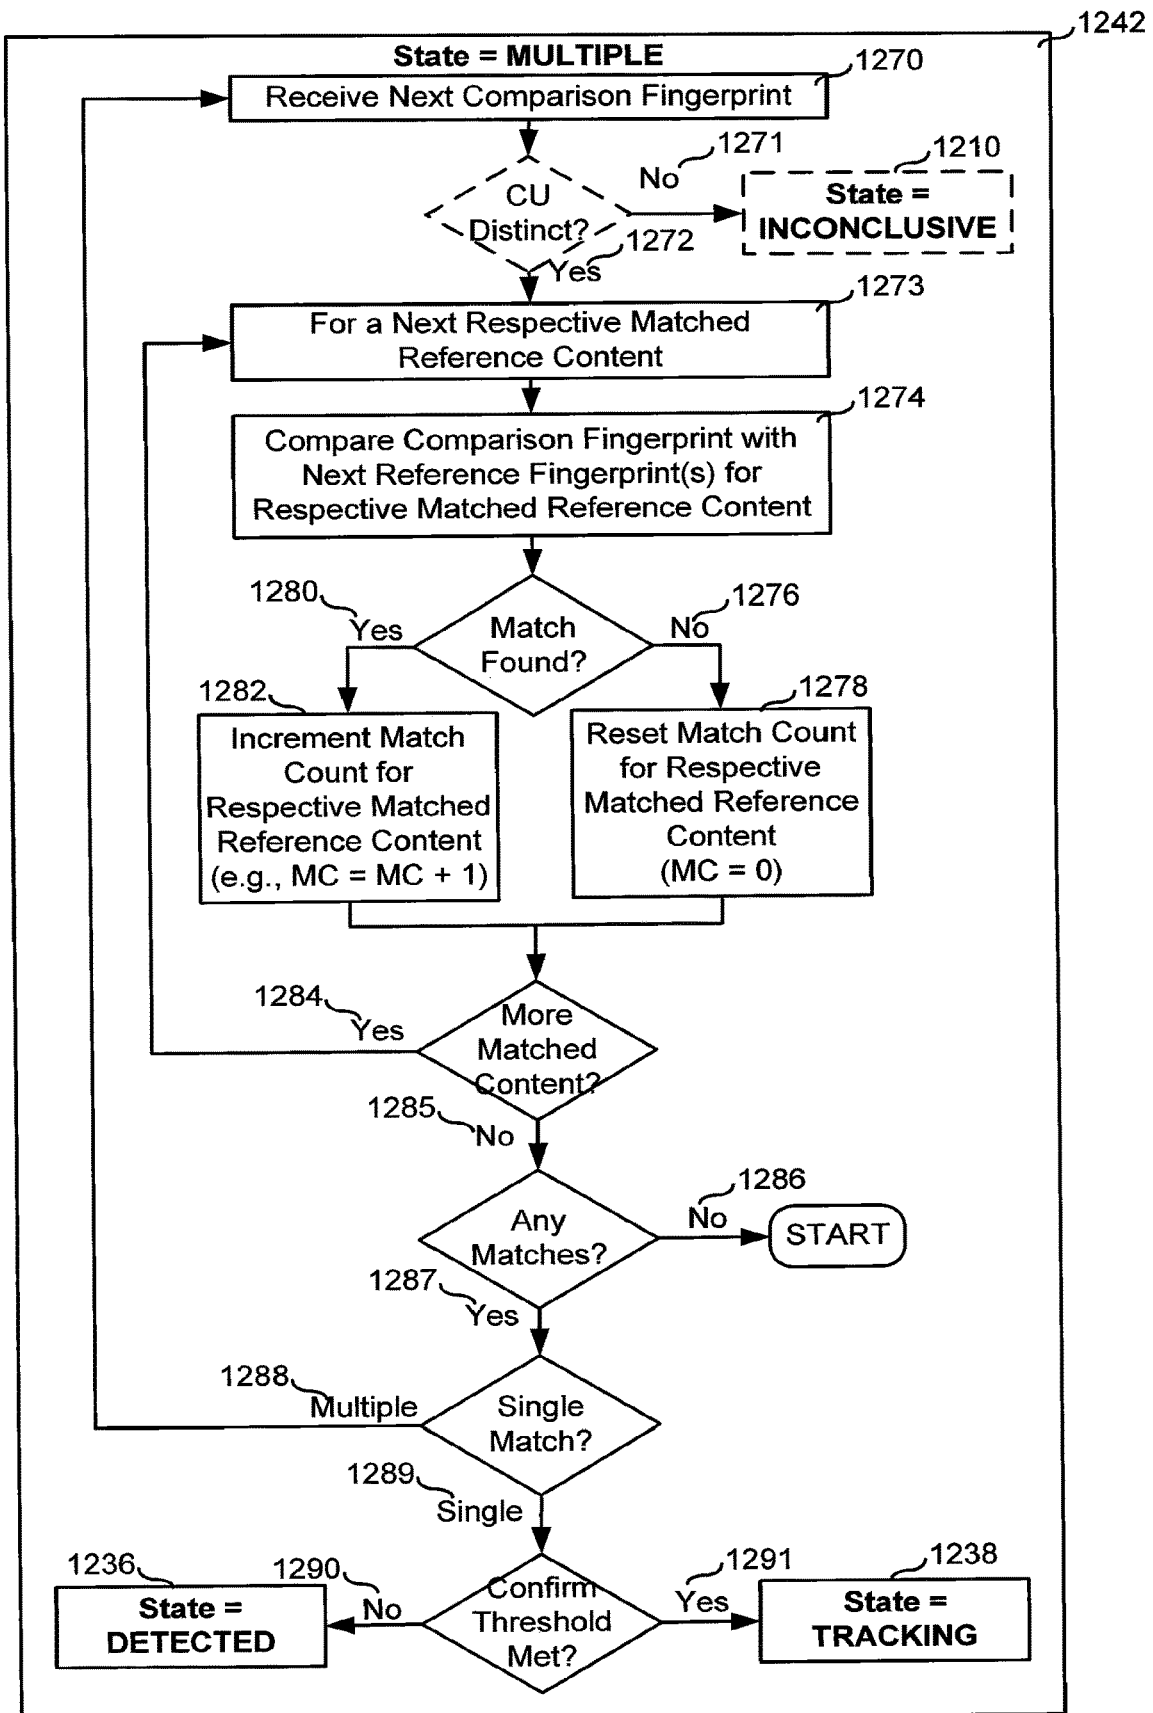 1242
State = MULTIPLE
1270
Receive Next Comparison Fingerprint
1271
No
1210
CU
Distinct?
State =
INCONCLUSIVE
1272
Yes
1273
For a Next Respective Matched
Reference Content
1274
Compare Comparison Fingerprint with
Next Reference Fingerprint(s) for
Respective Matched Reference Content
1280
Yes
1276
No
Match
Found?
1282
1278
Increment Match
Count for
Respective Matched
Reference Content
(e.g., MC = MC + 1)
Reset Match Count
for Respective
Matched Reference
Content
(MC = 0)
1284
Yes
More
Matched
Content?
1285
No
1286
No
Any
Matches?
START
1287
Yes
1288
Multiple
Single
Match?
1289
Single
1236
1290
No
1291
Yes
1238
State =
DETECTED
Confirm
Threshold
Met?
State =
TRACKING